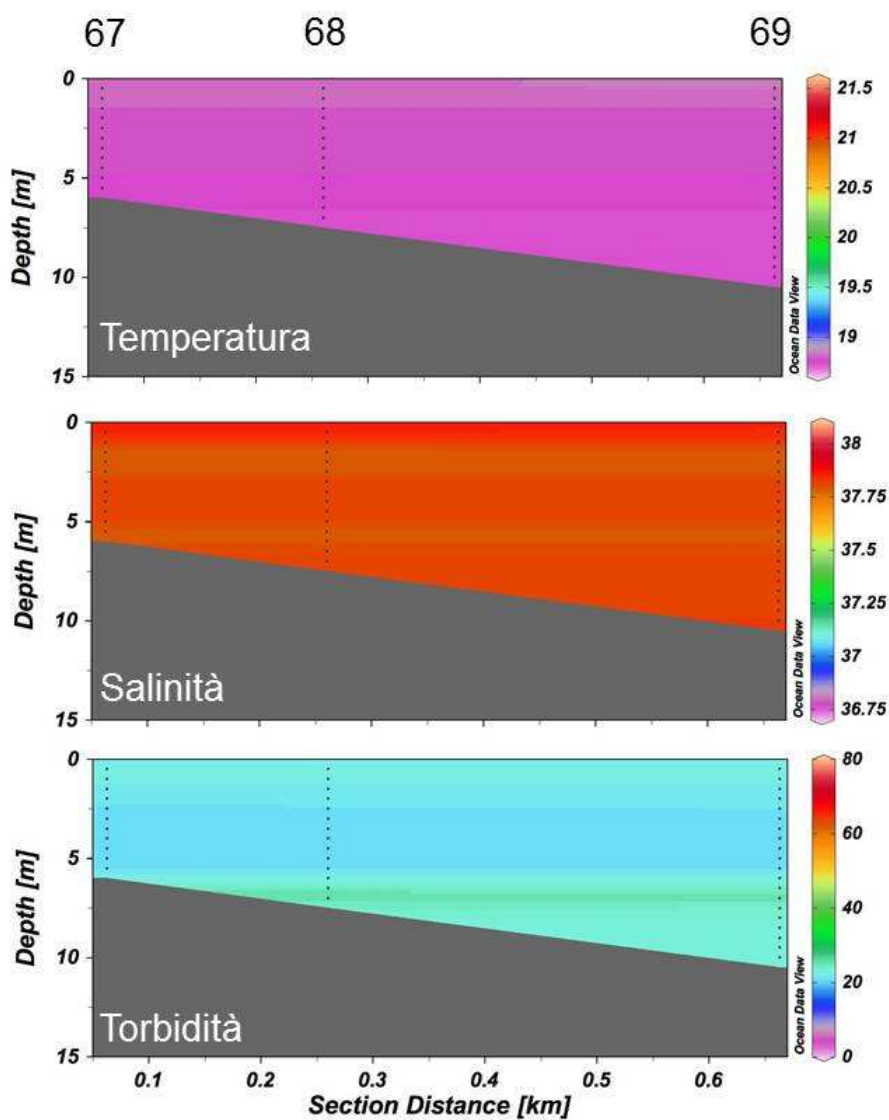 67 68 69
0
5
10
15
Depth [m]
Temperatura
Ocean Data View
21.5
21
20.5
20
19.5
19
0
5
10
15
Depth [m]
Salinità
Ocean Data View
38
37.75
37.5
37.25
37
36.75
0
5
10
15
Depth [m]
Torbidità
Ocean Data View
80
60
40
20
0
0.1 0.2 0.3 0.4 0.5 0.6
Section Distance [km]